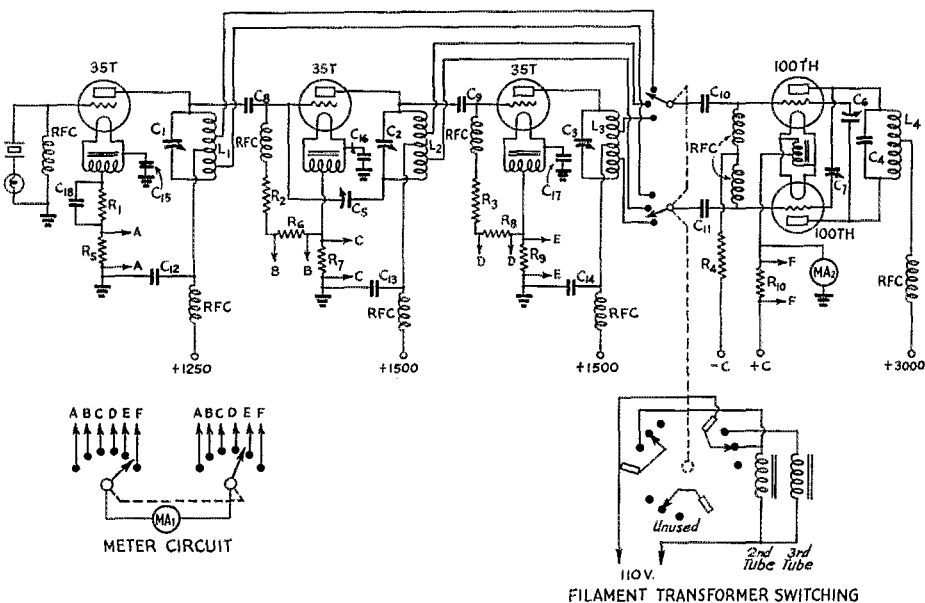 35T
35T
35T
100TH
RFC
C1
L1
C8
RFC
C16
C2
L2
C9
RFC
C3
L3
C17
C10
RFC
C6
C4
L4
C7
C15
C18
R1
R2
C5
R3
C11
100TH
R5
A
A
C12
R6
B
B
C
R7
C
C13
R8
D
D
E
R9
E
C14
R4
F
R10
F
MA2
RFC
RFC
RFC
RFC
+1250
+1500
+1500
-C
+C
+3000
A B C D E F
A B C D E F
MA1
METER CIRCUIT
Unused
110 V.
2nd Tube
3rd Tube
FILAMENT TRANSFORMER SWITCHING